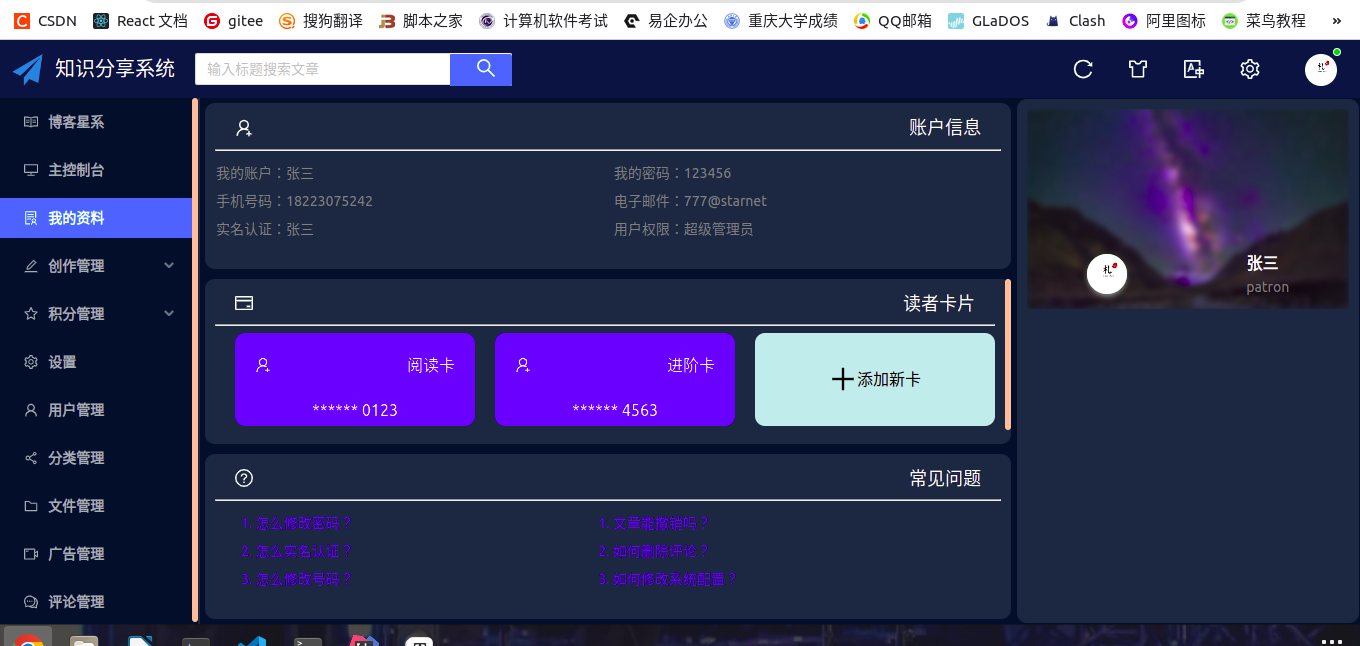 CSDN React 文档 gitee 搜狗翻译 脚本之家 计算机软件考试 易企办公 重庆大学成绩 QQ邮箱 GLaDOS Clash 阿里图标 菜鸟教程 »
知识分享系统 输入标题搜索文章
博客星系
主控制台
我的资料
创作管理
积分管理
设置
用户管理
分类管理
文件管理
广告管理
评论管理
账户信息
我的账户：张三 我的密码：123456
手机号码：18223075242 电子邮件：777@starnet
实名认证：张三 用户权限：超级管理员
读者卡片
阅读卡 进阶卡
添加新卡
****** 0123 ****** 4563
常见问题
1. 怎么修改密码？ 1. 文章能撤销吗？
2. 怎么实名认证？ 2. 如何删除评论？
3. 怎么修改号码？ 3. 如何修改系统配置？
张三
patron